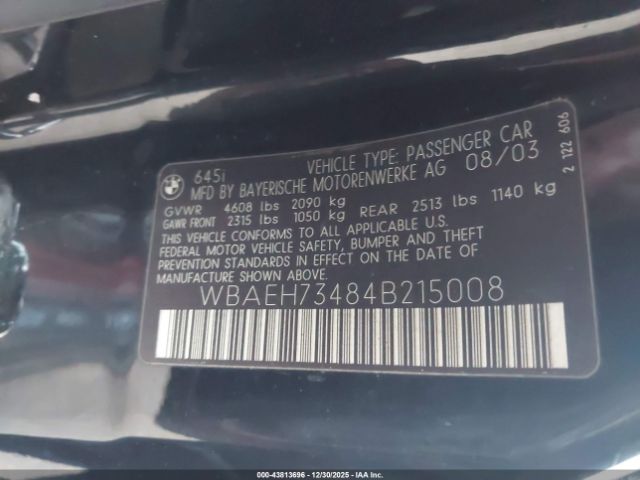 BMW
645i VEHICLE TYPE: PASSENGER CAR
MFD BY BAYERISCHE MOTORENWERKE AG 08/03
GVWR 4608 lbs 2090 kg
GAWR FRONT 2315 lbs 1050 kg REAR 2513 lbs 1140 kg
THIS VEHICLE CONFORMS TO ALL APPLICABLE U.S.
FEDERAL MOTOR VEHICLE SAFETY, BUMPER AND THEFT
PREVENTION STANDARDS IN EFFECT ON THE DATE OF
MANUFACTURE SHOWN ABOVE.
WBAEH73484B215008
2 122 606
000-43813696 - 12/30/2025 - IAA Inc.